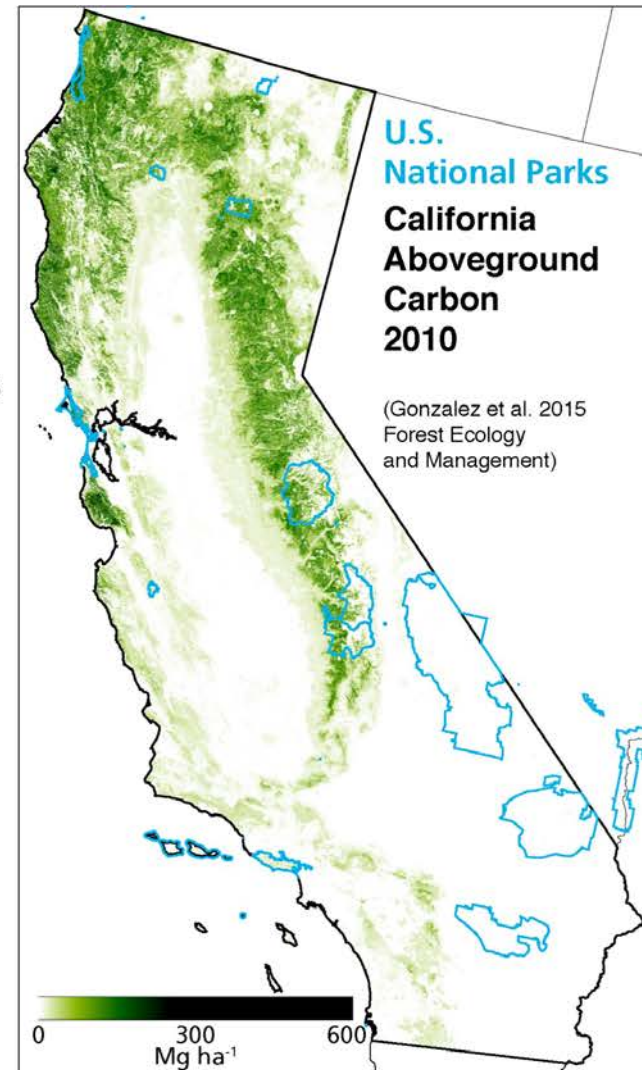 U.S.
National Parks
California
Aboveground
Carbon
2010
(Gonzalez et al. 2015
Forest Ecology
and Management)
0 300 600
Mg ha⁻¹